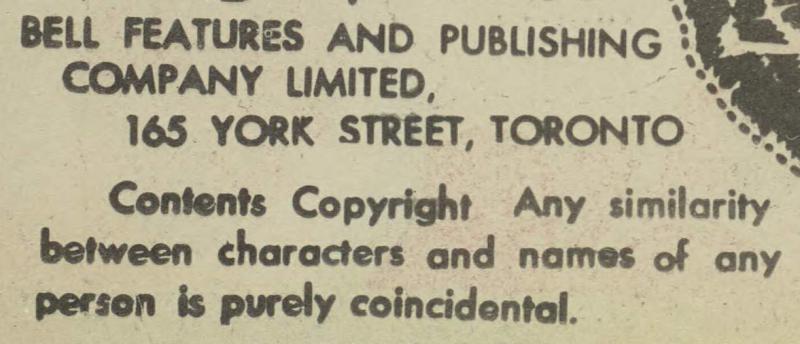 BELL FEATURES AND PUBLISHING
COMPANY LIMITED,
165 YORK STREET, TORONTO
Contents Copyright Any similarity
between characters and names of any
person is purely coincidental.